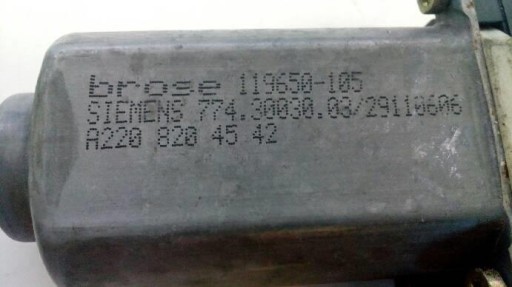 brose 119650-105
SIEMENS 774.30030.03/29110606
A220 820 45 42